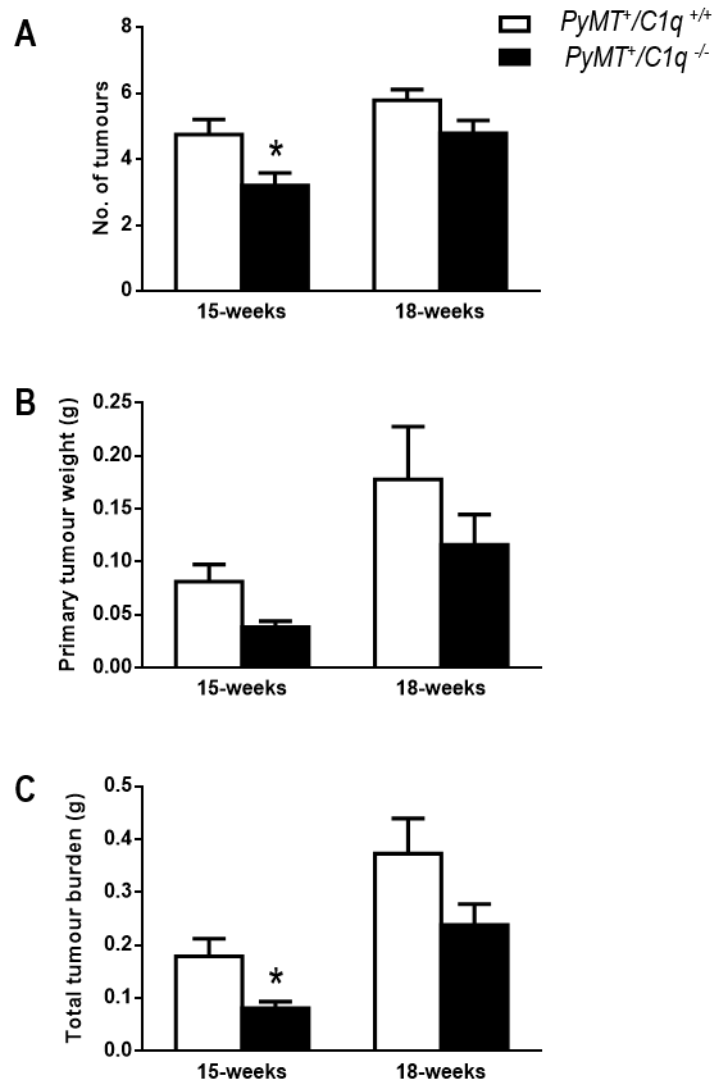 A
PyMT+/C1q +/+
PyMT+/C1q -/-
No. of tumours
8
6
4
2
0
*
15-weeks 18-weeks
B
Primary tumour weight (g)
0.25
0.20
0.15
0.10
0.05
0.00
15-weeks 18-weeks
C
Total tumour burden (g)
0.5
0.4
0.3
0.2
0.1
0.0
*
15-weeks 18-weeks